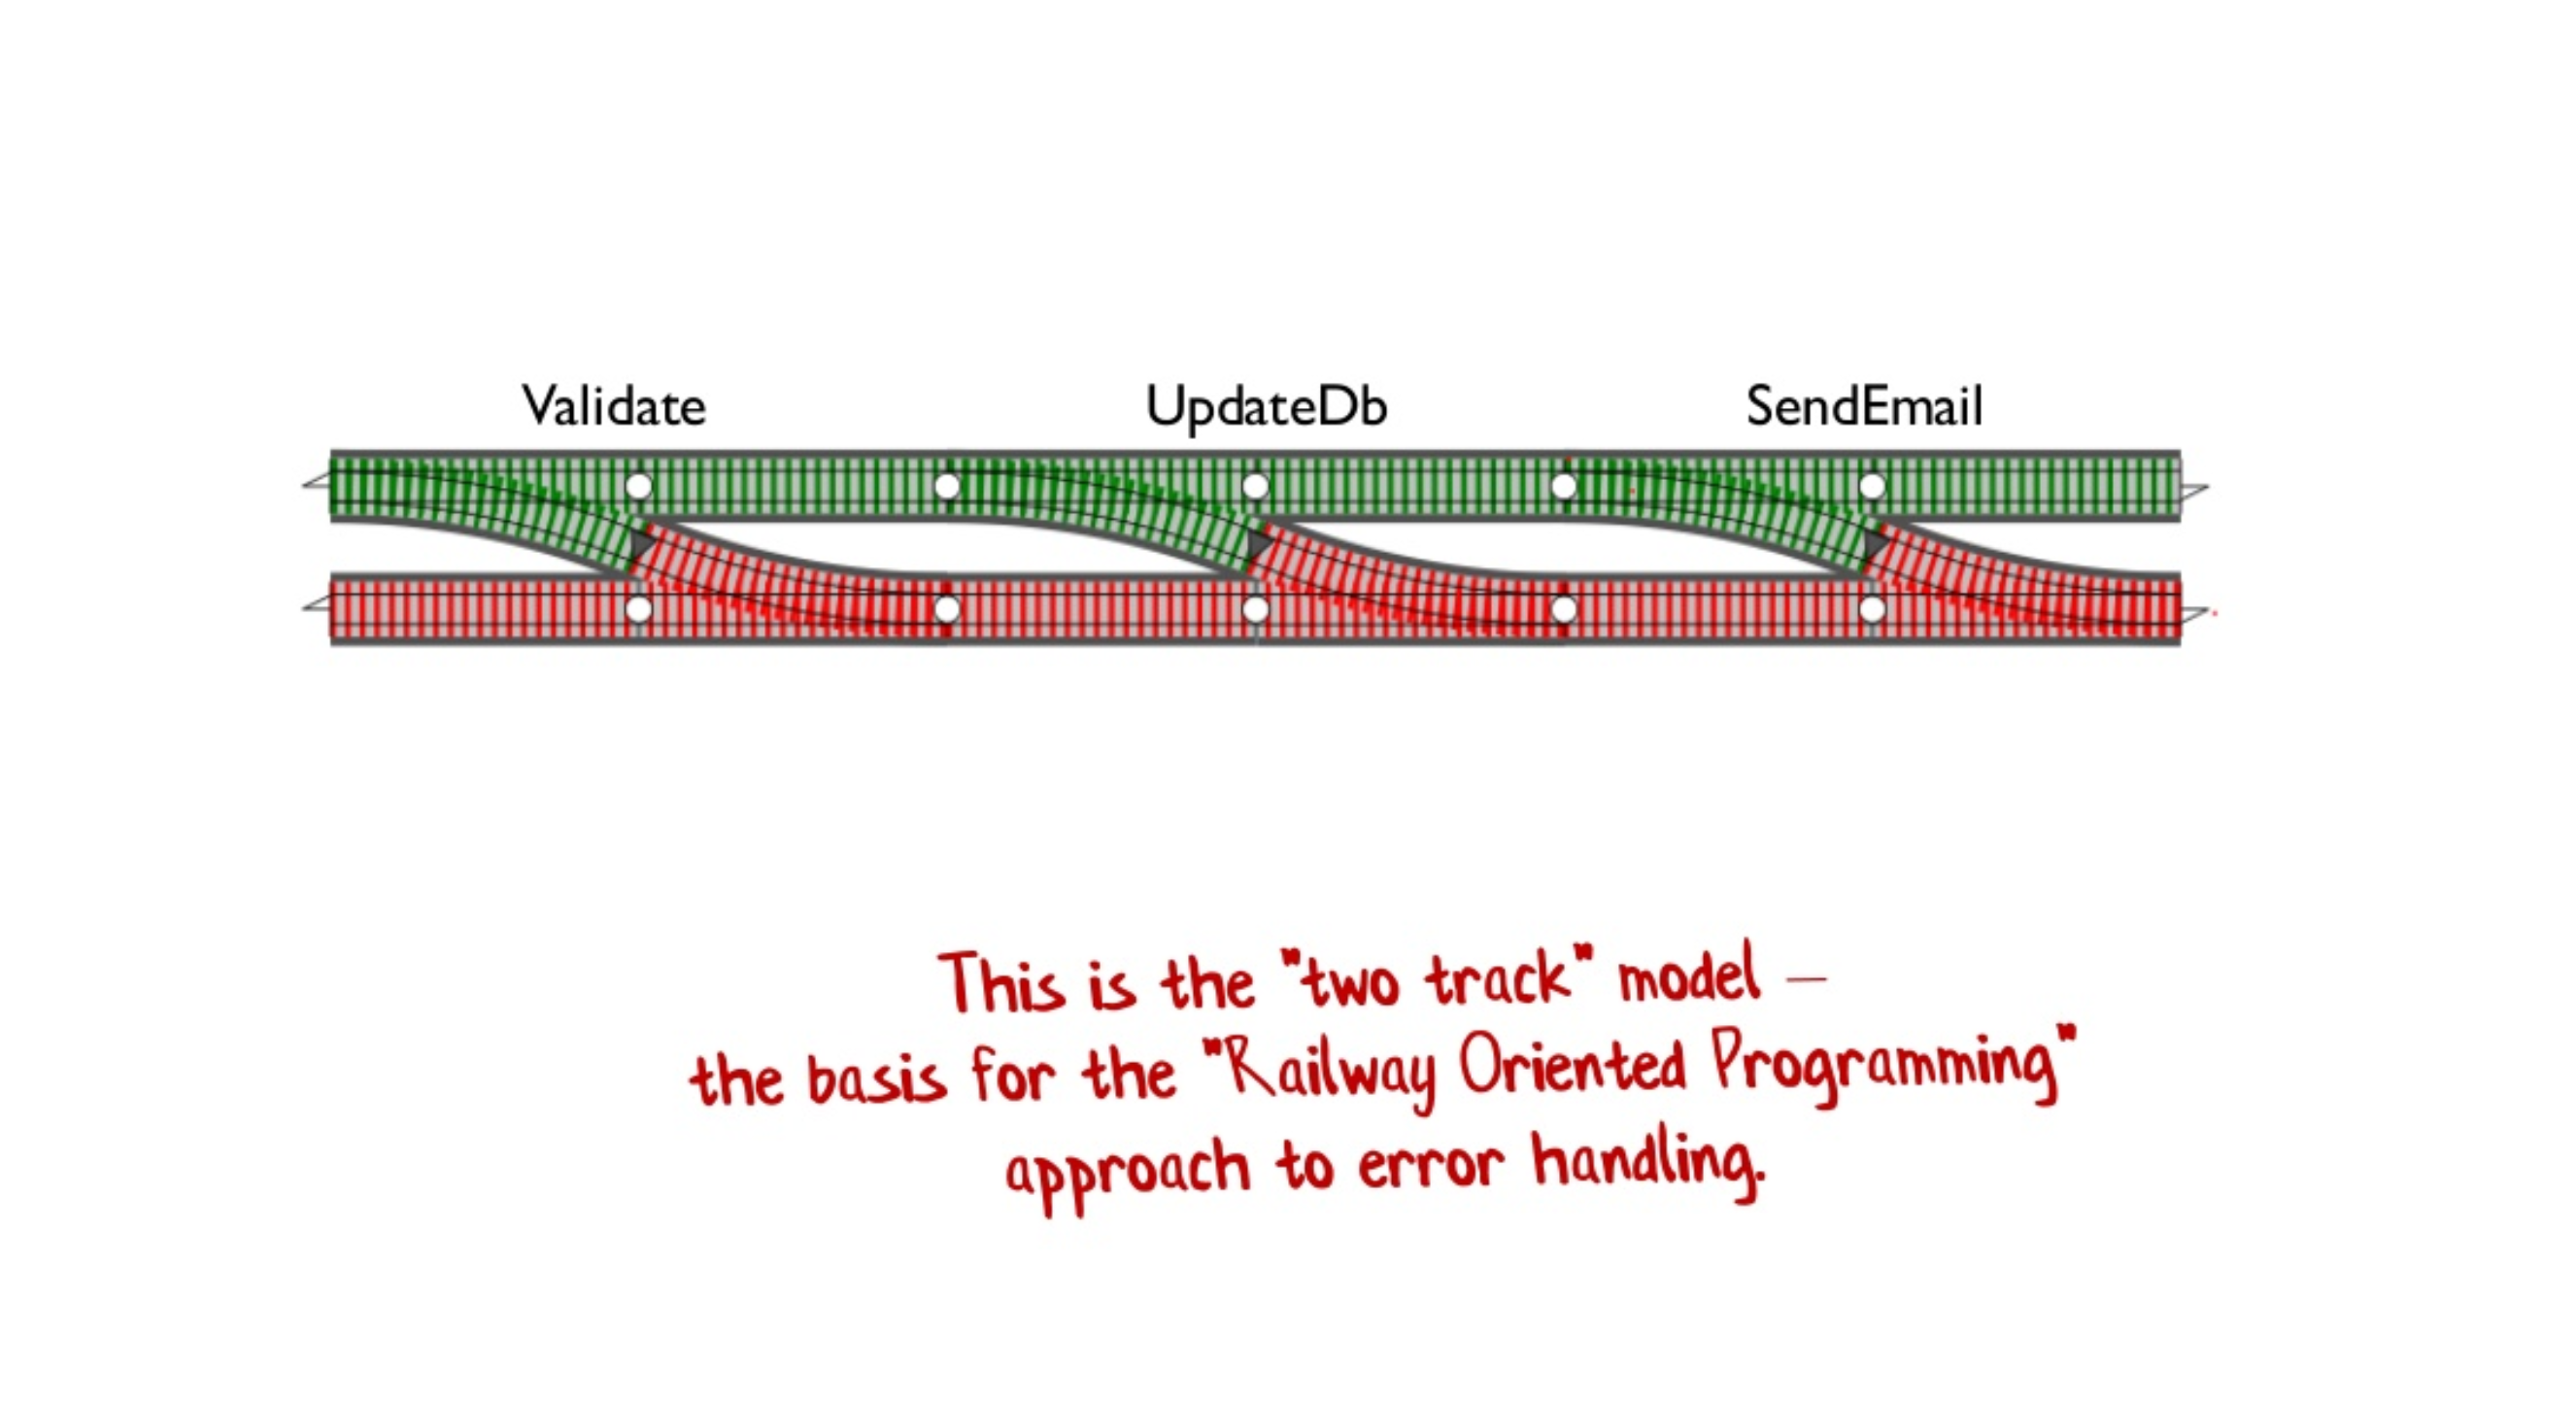 Validate UpdateDb SendEmail
This is the "two track" model –
the basis for the "Railway Oriented Programming"
approach to error handling.